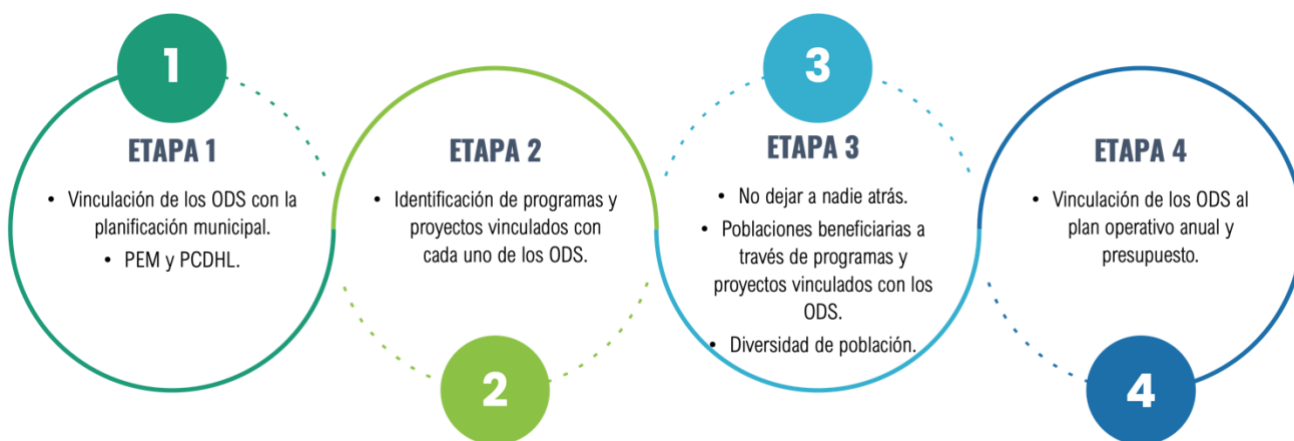 1
ETAPA 1
• Vinculación de los ODS con la
planificación municipal.
• PEM y PCDHL.
ETAPA 2
• Identificación de programas y
proyectos vinculados con
cada uno de los ODS.
2
3
ETAPA 3
• No dejar a nadie atrás.
• Poblaciones beneficiarias a
través de programas y
proyectos vinculados con los
ODS.
• Diversidad de población.
ETAPA 4
• Vinculación de los ODS al
plan operativo anual y
presupuesto.
4